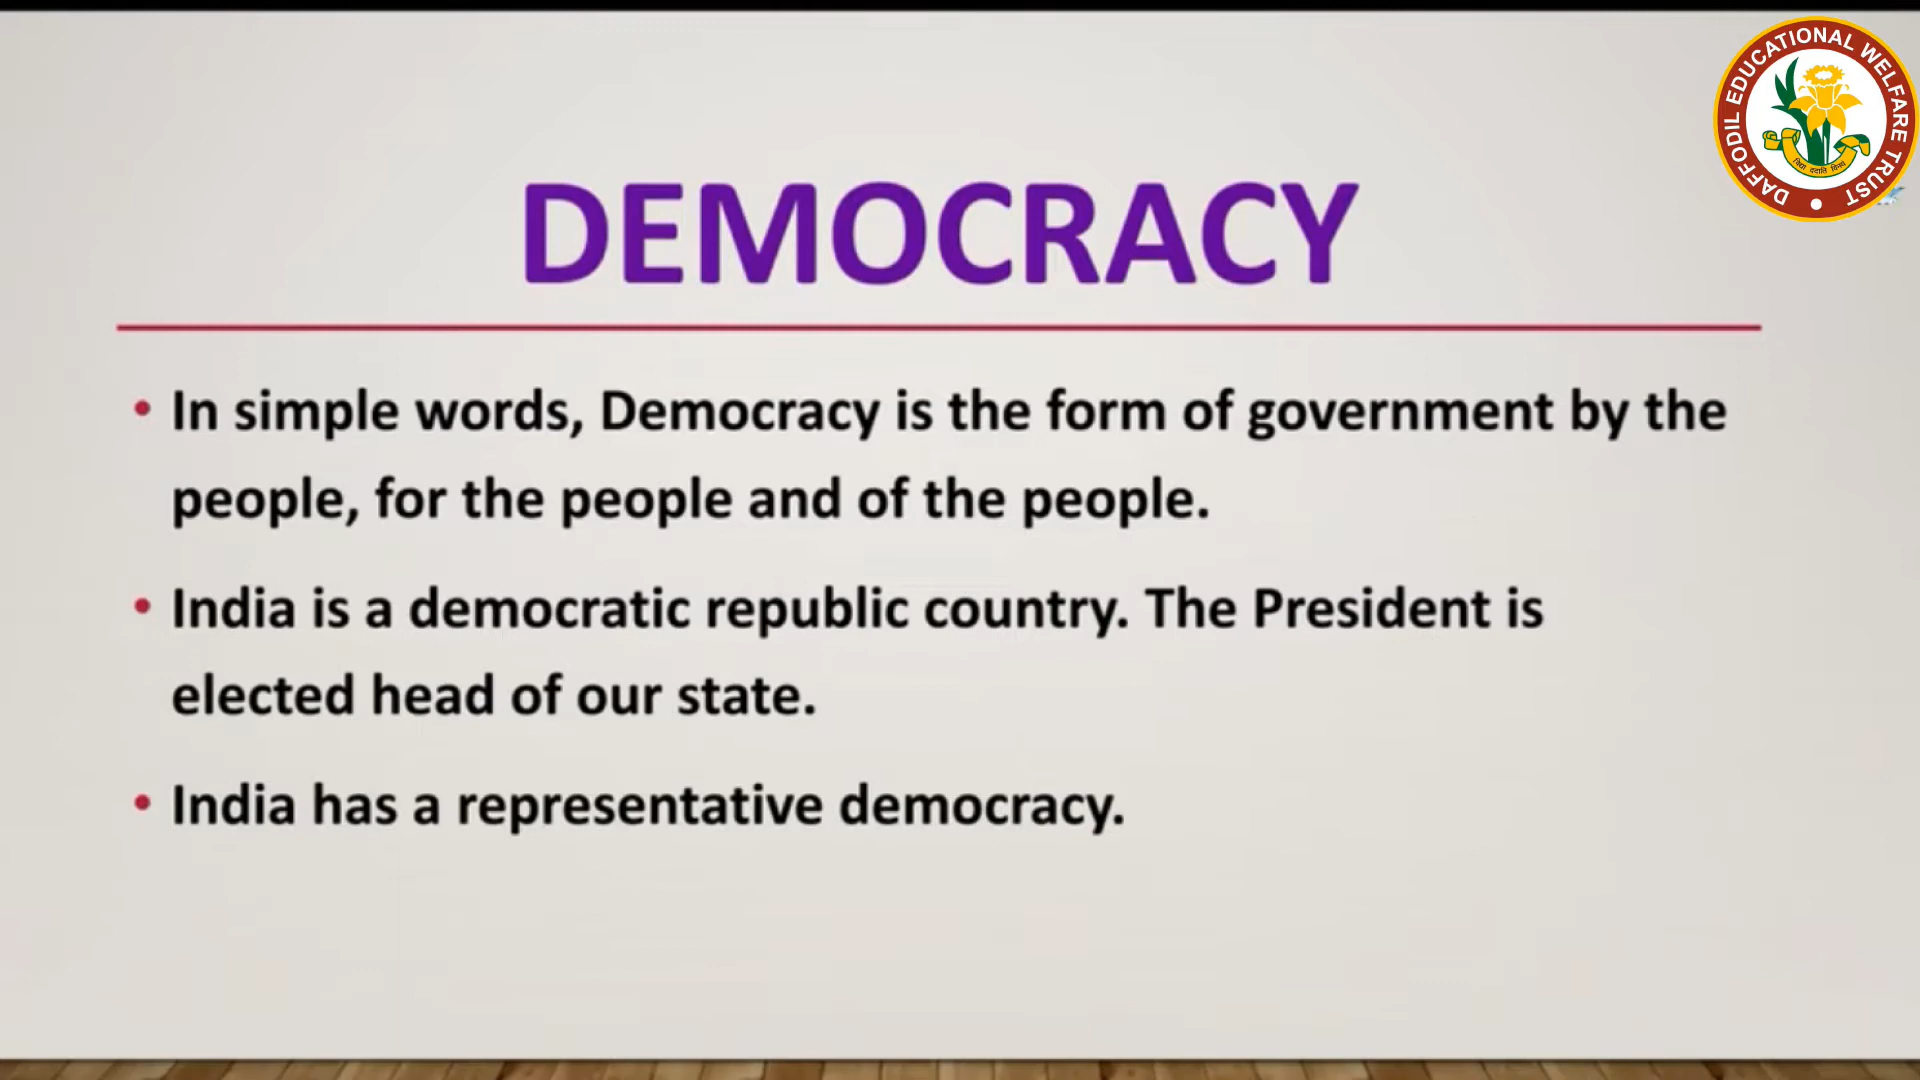 DAFFODIL EDUCATIONAL WELFARE TRUST
विद्या ददाति विनयं
DEMOCRACY
• In simple words, Democracy is the form of government by the
people, for the people and of the people.
• India is a democratic republic country. The President is
elected head of our state.
• India has a representative democracy.